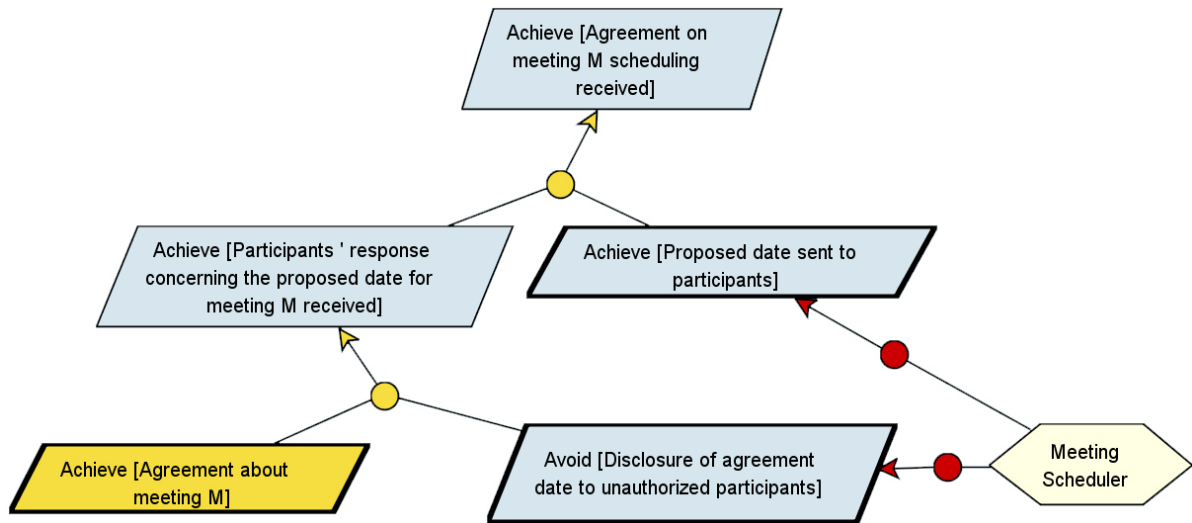 Achieve [Agreement on
meeting M scheduling
received]
Achieve [Participants ' response
concerning the proposed date for
meeting M received]
Achieve [Proposed date sent to
participants]
Achieve [Agreement about
meeting M]
Avoid [Disclosure of agreement
date to unauthorized participants]
Meeting
Scheduler